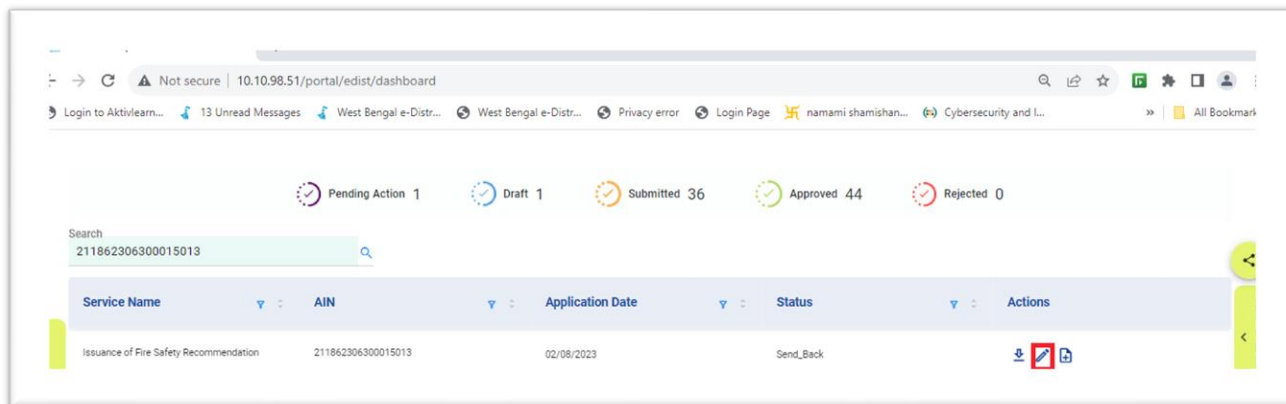 Not secure | 10.10.98.51/portal/edist/dashboard
Login to Aktivlearn... 13 Unread Messages West Bengal e-Distr... West Bengal e-Distr... Privacy error Login Page namami shamishan... Cybersecurity and I... » All Bookmark
Pending Action 1 Draft 1 Submitted 36 Approved 44 Rejected 0
Search
211862306300015013
Service Name AIN Application Date Status Actions
Issuance of Fire Safety Recommendation 211862306300015013 02/08/2023 Send_Back